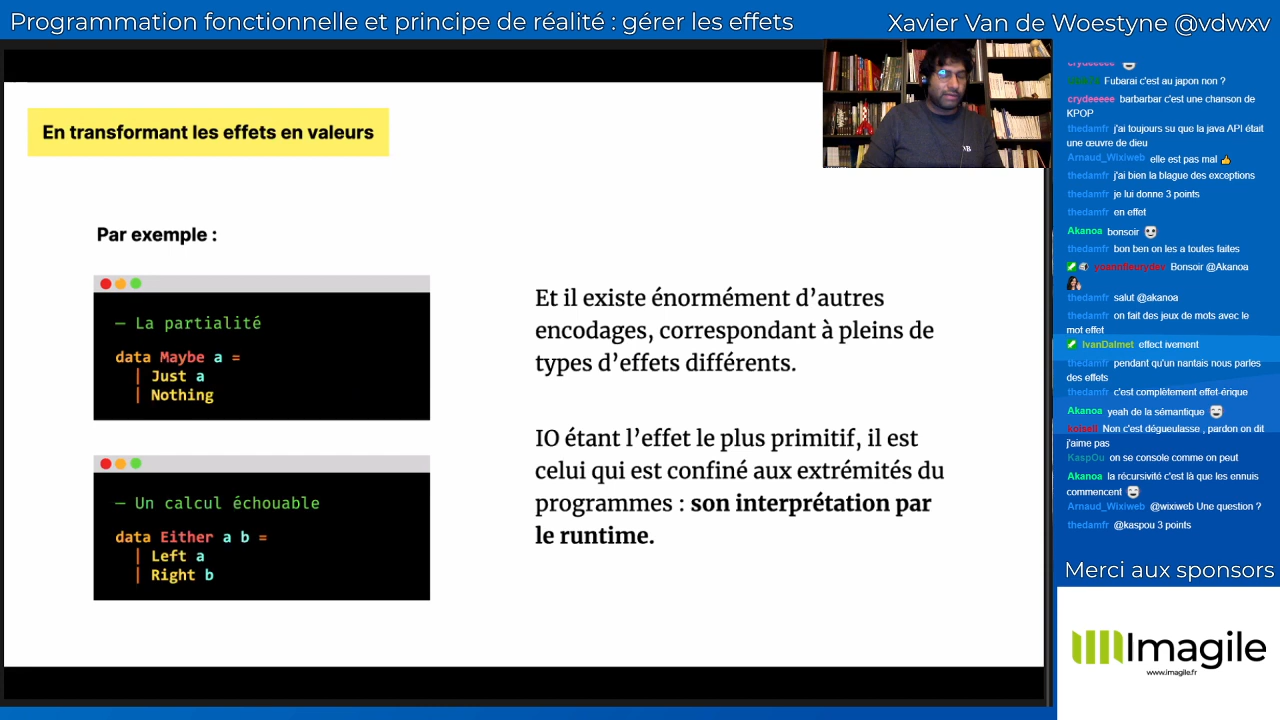 Programmation fonctionnelle et principe de réalité : gérer les effets
Xavier Van de Woestyne @vdwxv
En transformant les effets en valeurs
Par exemple :
— La partialité
data Maybe a =
| Just a
| Nothing
— Un calcul échouable
data Either a b =
| Left a
| Right b
Et il existe énormément d’autres
encodages, correspondant à pleins de
types d’effets différents.
IO étant l’effet le plus primitif, il est
celui qui est confiné aux extrémités du
programmes : son interprétation par
le runtime.
crydeeeee
Fubarai c'est au japon non ?
crydeeeee barbarbar c'est une chanson de
KPOP
thedamfr j'ai toujours su que la java API était
une œuvre de dieu
Arnaud_Wixiweb elle est pas mal 👍
thedamfr j'ai bien la blague des exceptions
thedamfr je lui donne 3 points
thedamfr en effet
Akanoa bonsoir
thedamfr bon ben on les a toutes faites
yoannfleurydev Bonsoir @Akanoa
thedamfr salut @akanoa
thedamfr on fait des jeux de mots avec le
mot effet
IvanDalmet effect ivement
thedamfr pendant qu'un nantais nous parles
des effets
thedamfr c'est complètement effet-érique
Akanoa yeah de la sémantique
koisell Non c'est dégueulasse , pardon on dit
j'aime pas
KaspOu on se console comme on peut
Akanoa la récursivité c'est là que les ennuis
commencent
Arnaud_Wixiweb @wixiweb Une question ?
thedamfr @kaspou 3 points
Merci aux sponsors
Imagile
www.imagile.fr